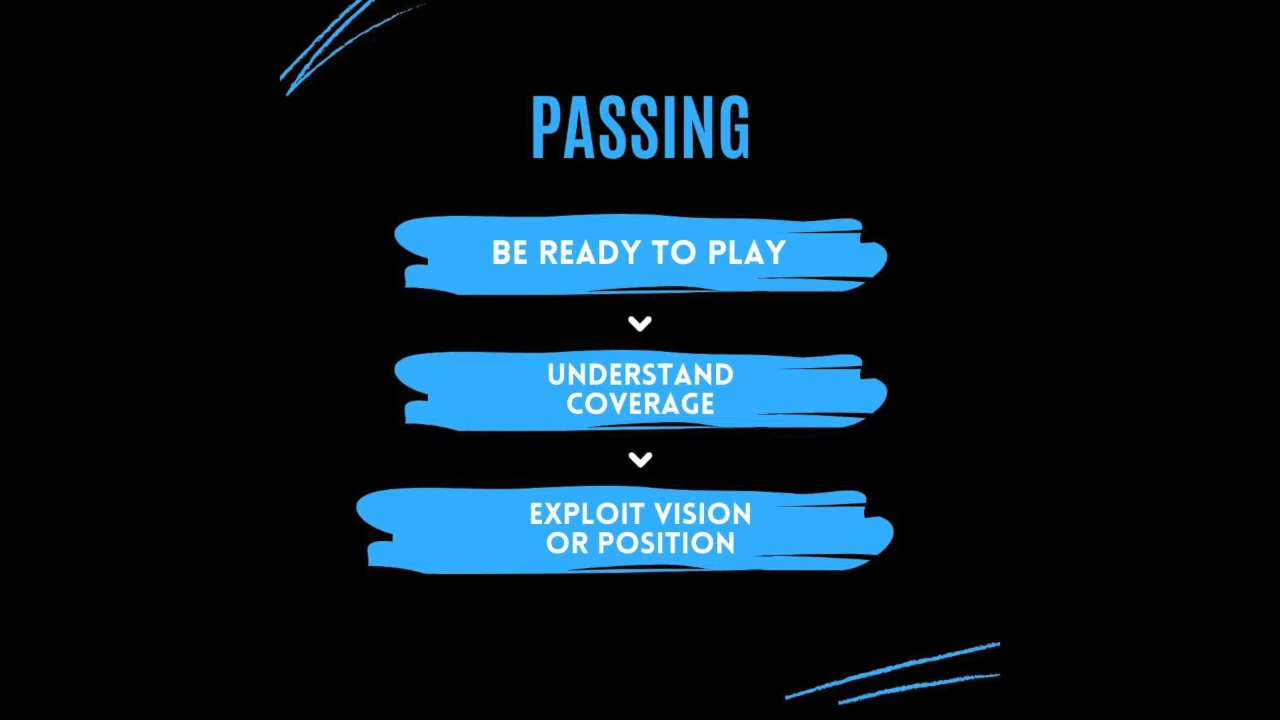 PASSING
BE READY TO PLAY
UNDERSTAND
COVERAGE
EXPLOIT VISION
OR POSITION